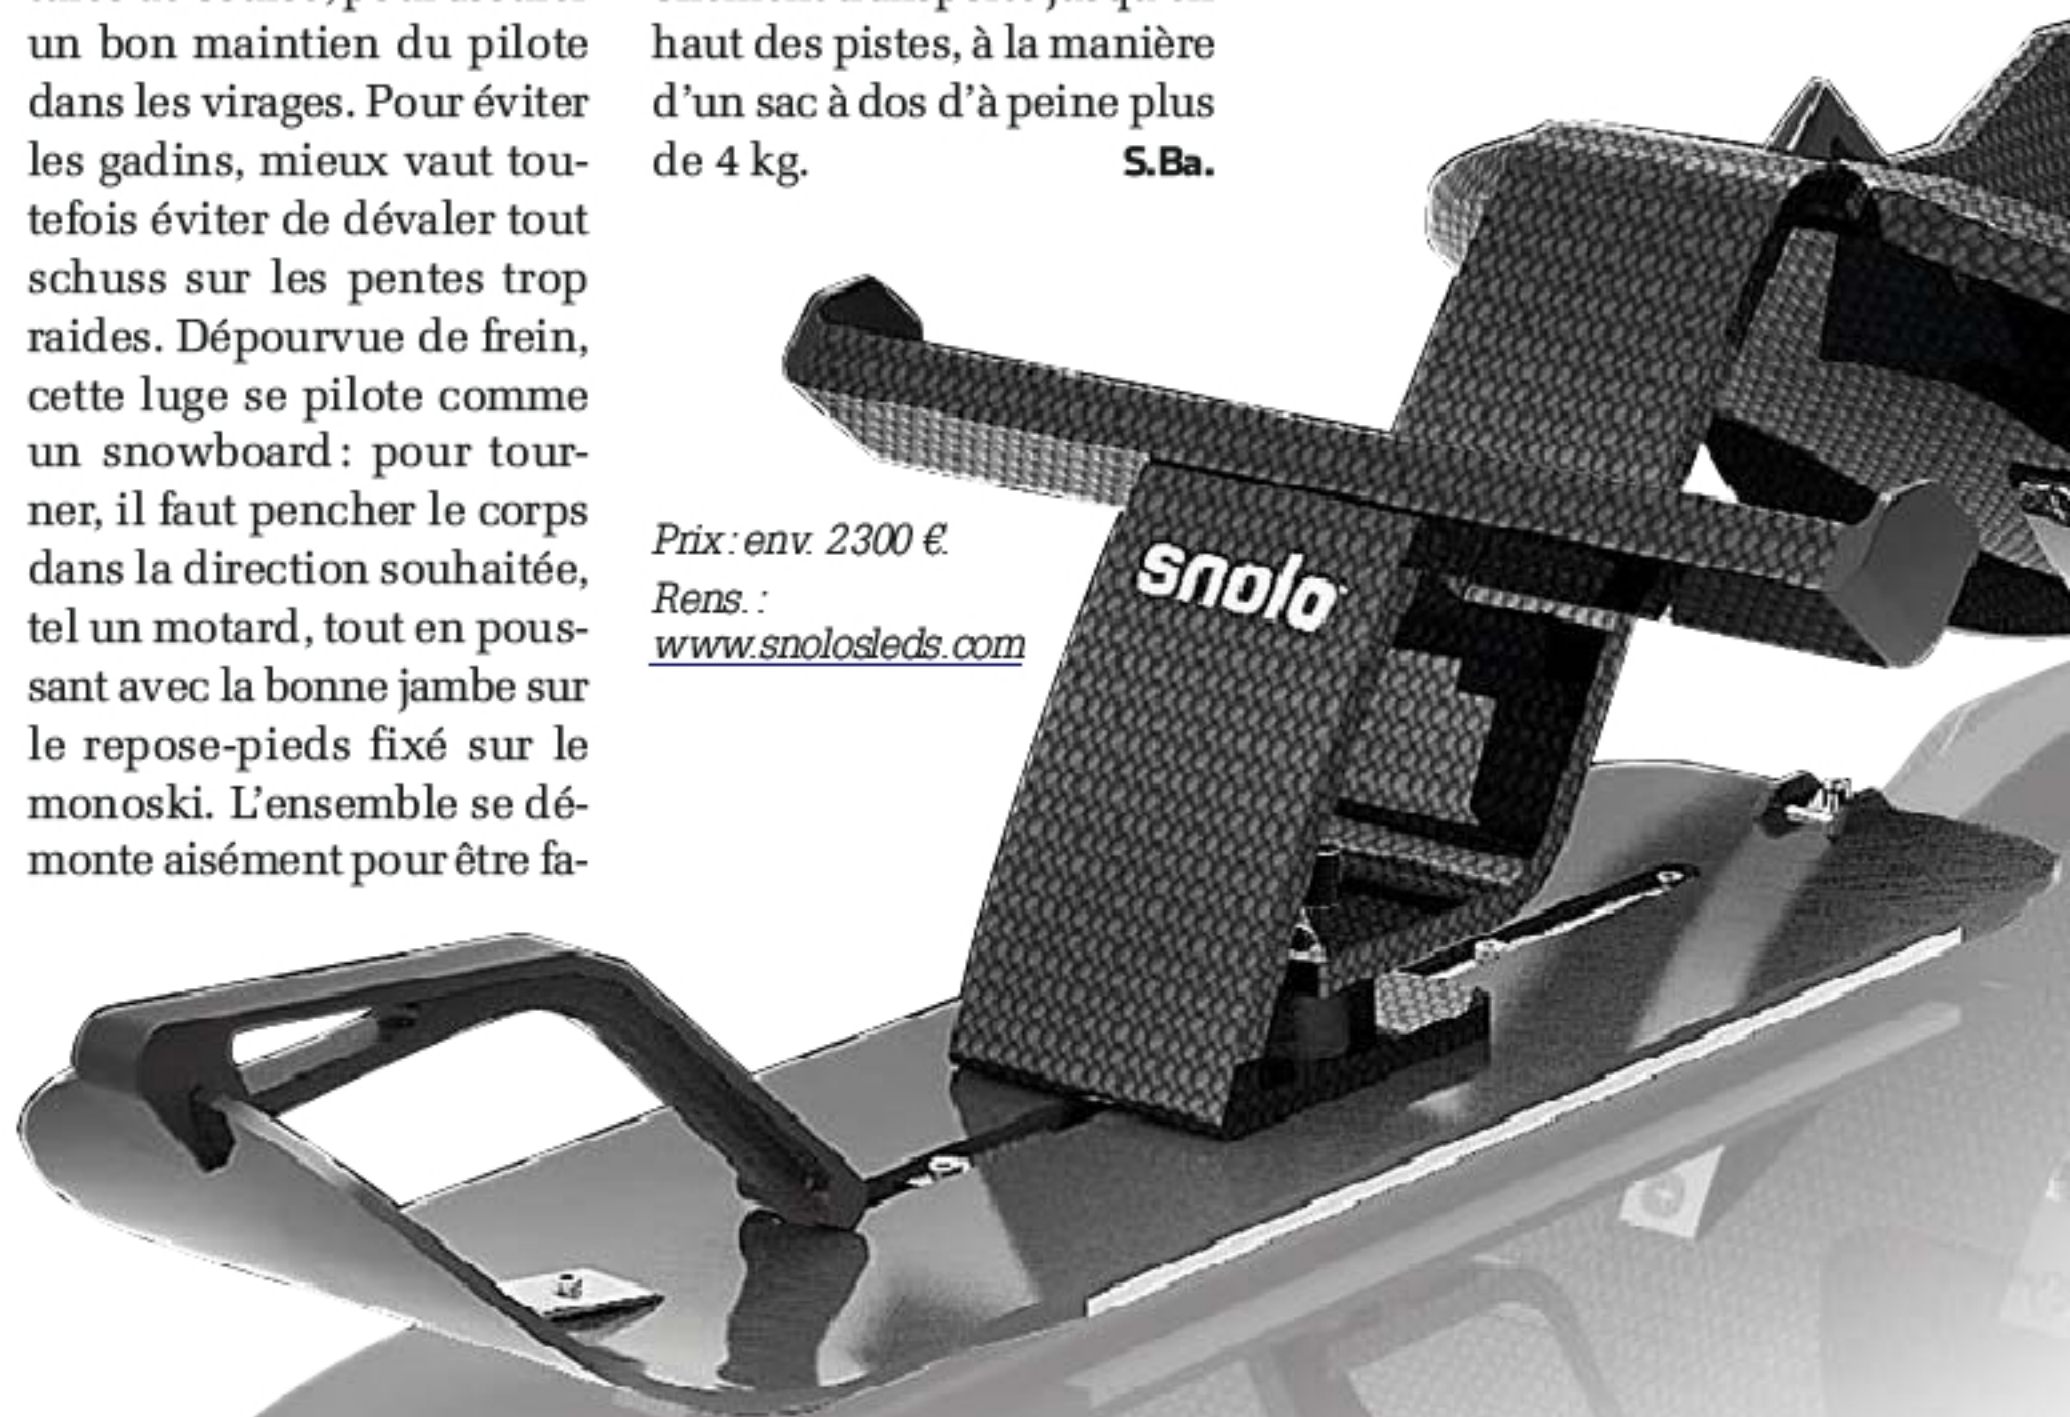 un bon maintien du pilote
dans les virages. Pour éviter
les gadins, mieux vaut tou-
tefois éviter de dévaler tout
schuss sur les pentes trop
raides. Dépourvue de frein,
cette luge se pilote comme
un snowboard : pour tour-
ner, il faut pencher le corps
dans la direction souhaitée,
tel un motard, tout en pous-
sant avec la bonne jambe sur
le repose-pieds fixé sur le
monoski. L’ensemble se dé-
monte aisément pour être fa-
haut des pistes, à la manière
d’un sac à dos d’à peine plus
de 4 kg. S.Ba.
Prix : env. 2300 €.
Rens. :
www.snolosleds.com
snolo